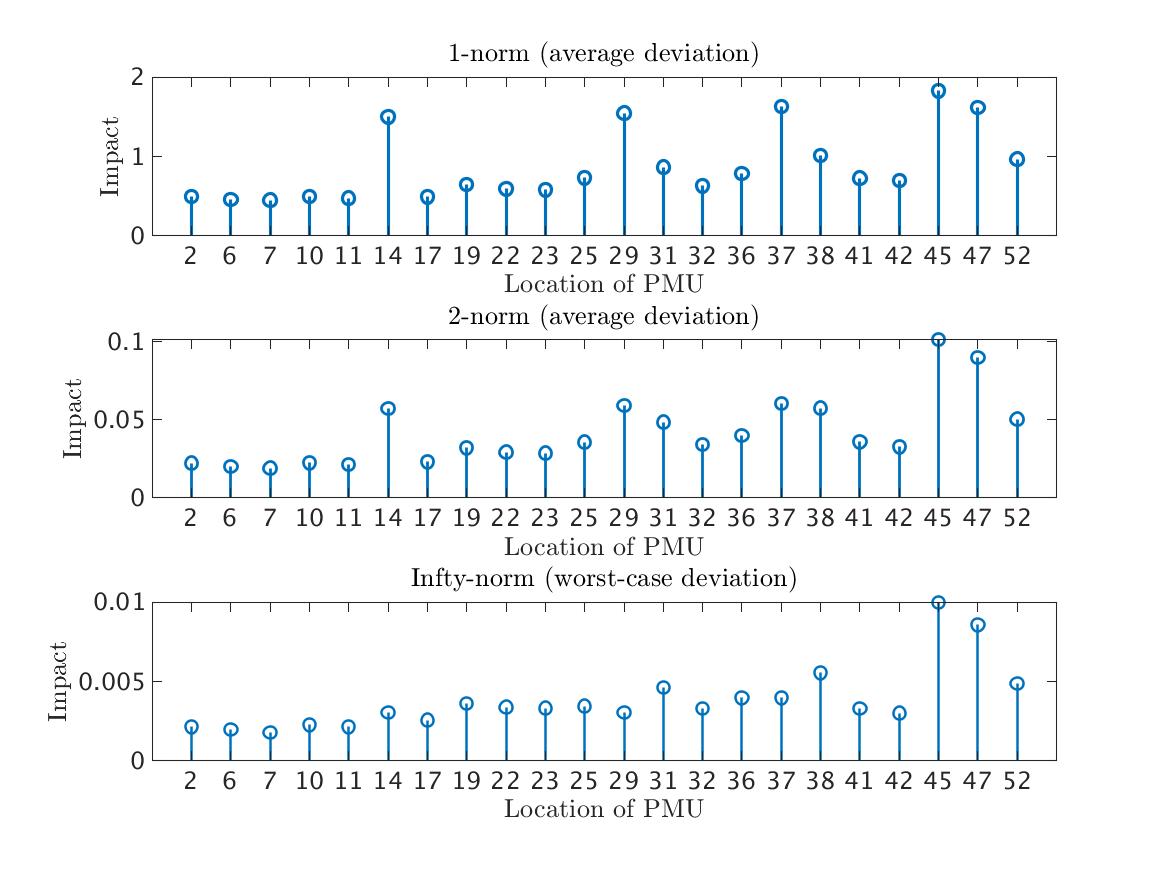 1-norm (average deviation)
2
1
0
Impact
2 6 7 10 11 14 17 19 22 23 25 29 31 32 36 37 38 41 42 45 47 52
Location of PMU
2-norm (average deviation)
0.1
0.05
0
Impact
2 6 7 10 11 14 17 19 22 23 25 29 31 32 36 37 38 41 42 45 47 52
Location of PMU
Infty-norm (worst-case deviation)
0.01
0.005
0
Impact
2 6 7 10 11 14 17 19 22 23 25 29 31 32 36 37 38 41 42 45 47 52
Location of PMU